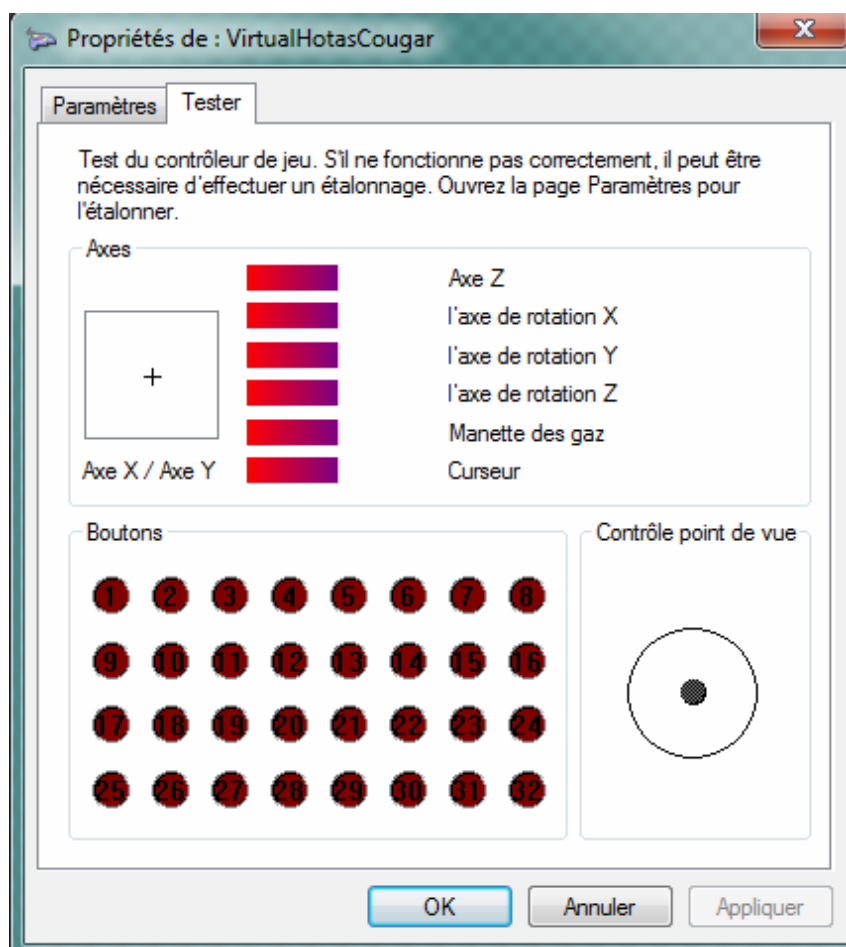 Propriétés de : VirtualHotasCougar
Paramètres
Tester
Test du contrôleur de jeu. S'il ne fonctionne pas correctement, il peut être
nécessaire d'effectuer un étalonnage. Ouvrez la page Paramètres pour
l'étalonner.
Axes
Axe Z
l'axe de rotation X
l'axe de rotation Y
l'axe de rotation Z
Manette des gaz
Axe X / Axe Y
Curseur
Boutons
1 2 3 4 5 6 7 8
9 10 11 12 13 14 15 16
17 18 19 20 21 22 23 24
25 26 27 28 29 30 31 32
Contrôle point de vue
OK
Annuler
Appliquer